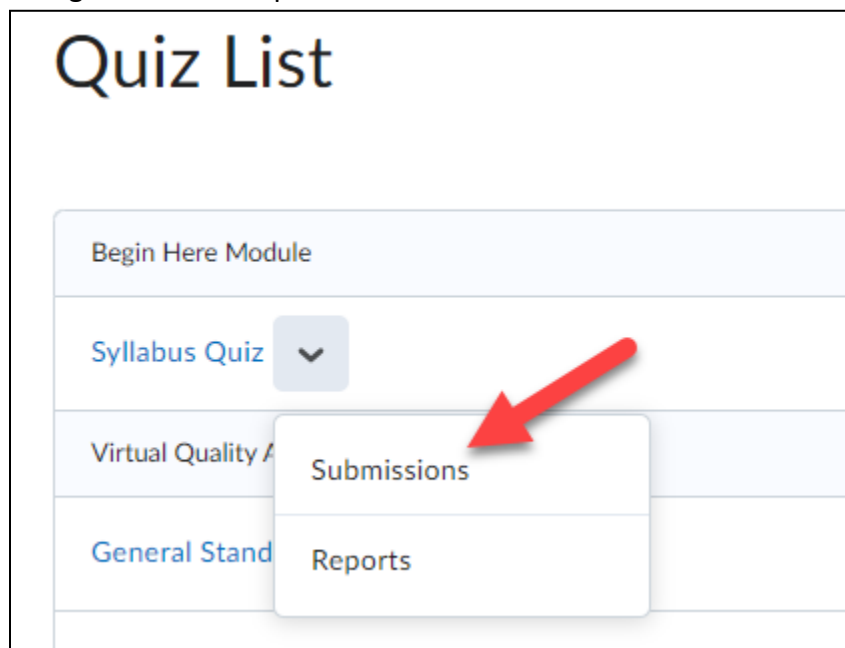 Quiz List
Begin Here Module
Syllabus Quiz
Virtual Quality
Submissions
General Stand
Reports